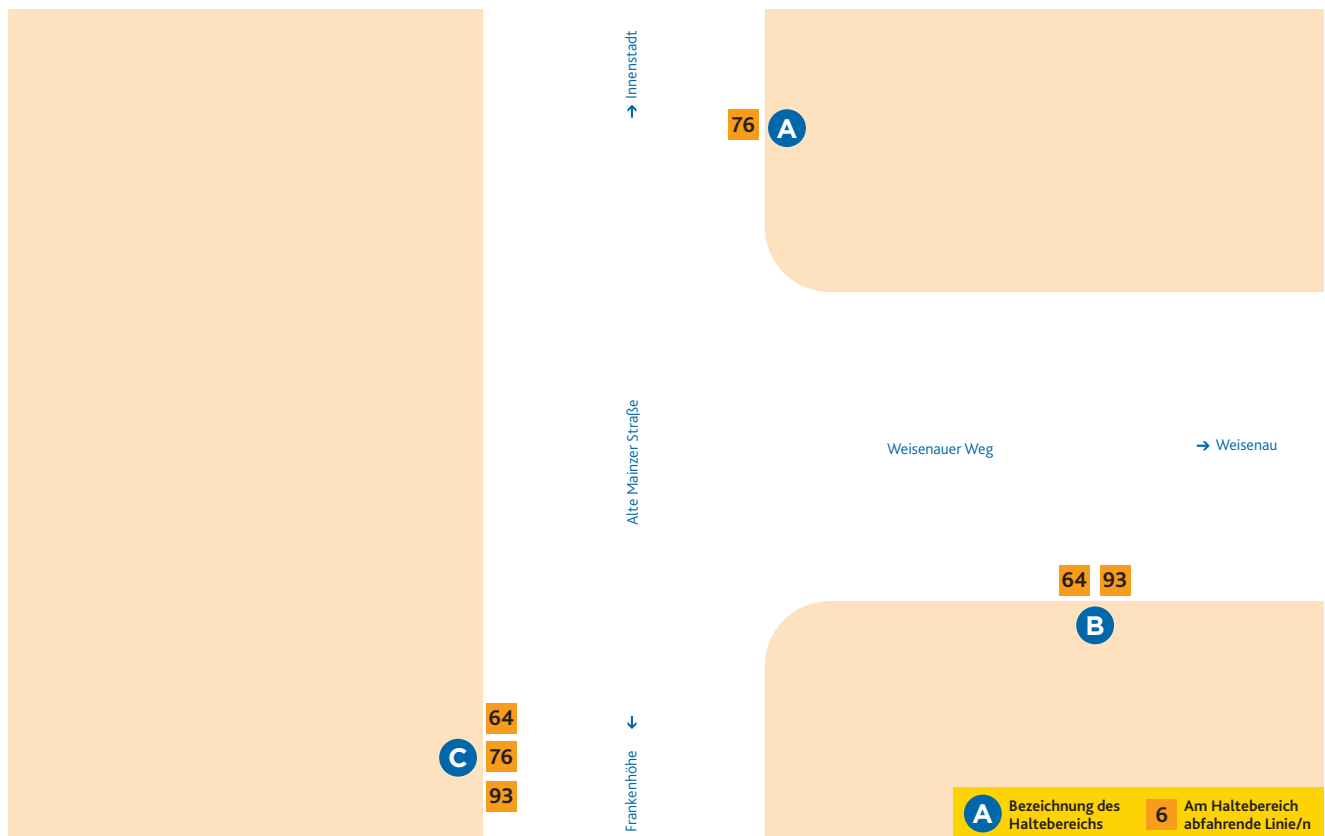 → Innenstadt
76
A
Alte Mainzer Straße
Weisenauer Weg
→ Weisenau
64 93
B
64
C 76
93
Frankenhöhe ←
A
Bezeichnung des
Haltebereichs
6
Am Haltebereich
abfahrende Linie/n